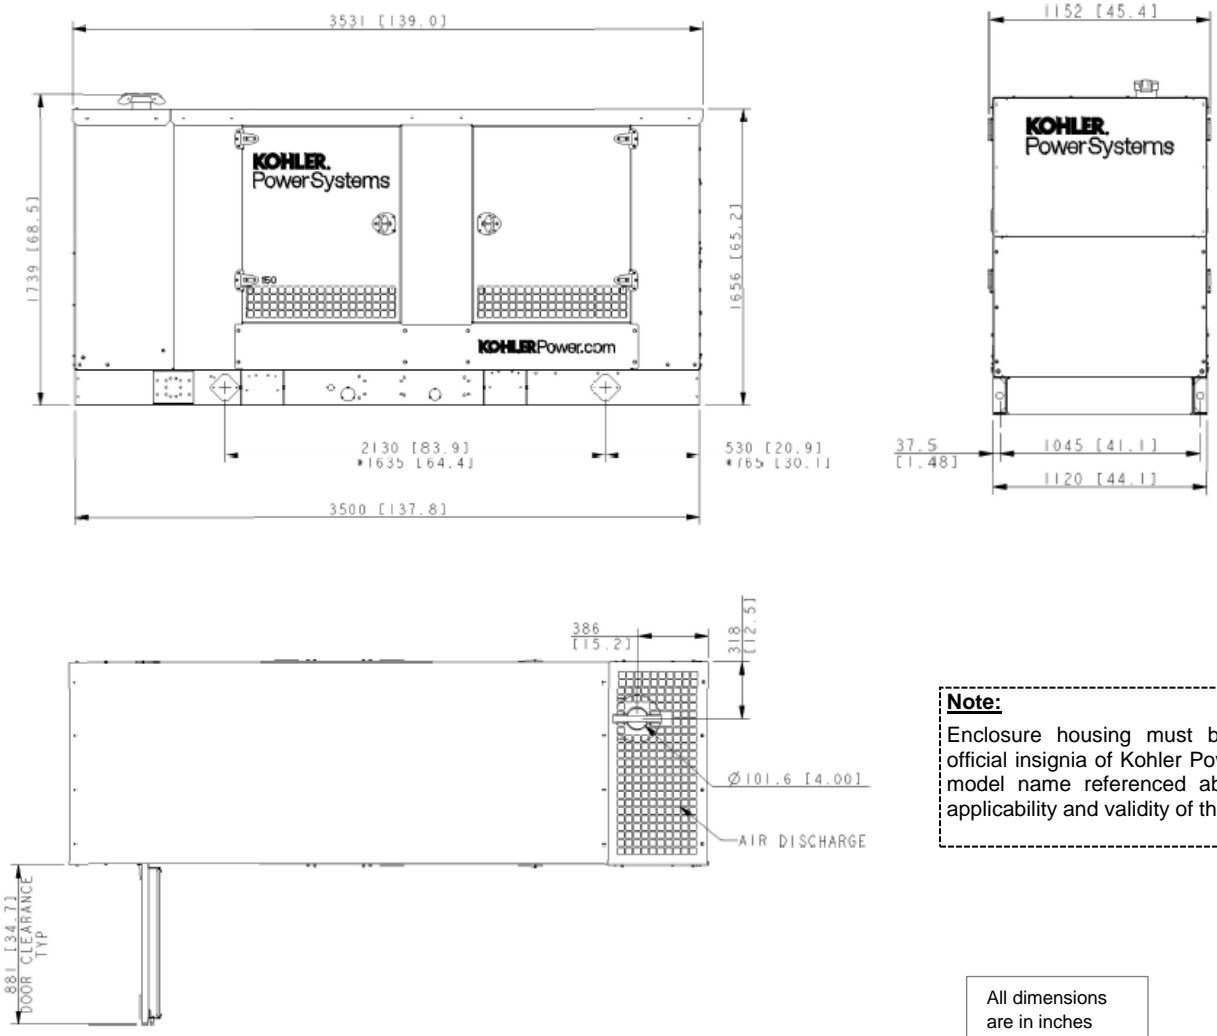 3531 [139.0]
1152 [45.4]
KOHLER.
PowerSystems
KOHLER.
PowerSystems
1739 [68.5]
1656 [65.2]
150
KOHLERPower.com
2130 [83.9]
*1635 [64.4]
530 [20.9]
*765 [30.1]
37.5
[1.48]
1045 [41.1]
1120 [44.1]
3500 [137.8]
386
[15.2]
318
[12.5]
Note:
Enclosure housing must b
official insignia of Kohler Pow
model name referenced ab
applicability and validity of th
Ø101.6 [4.00]
AIR DISCHARGE
881 [34.7]
DOOR CLEARANCE
TYP
All dimensions
are in inches